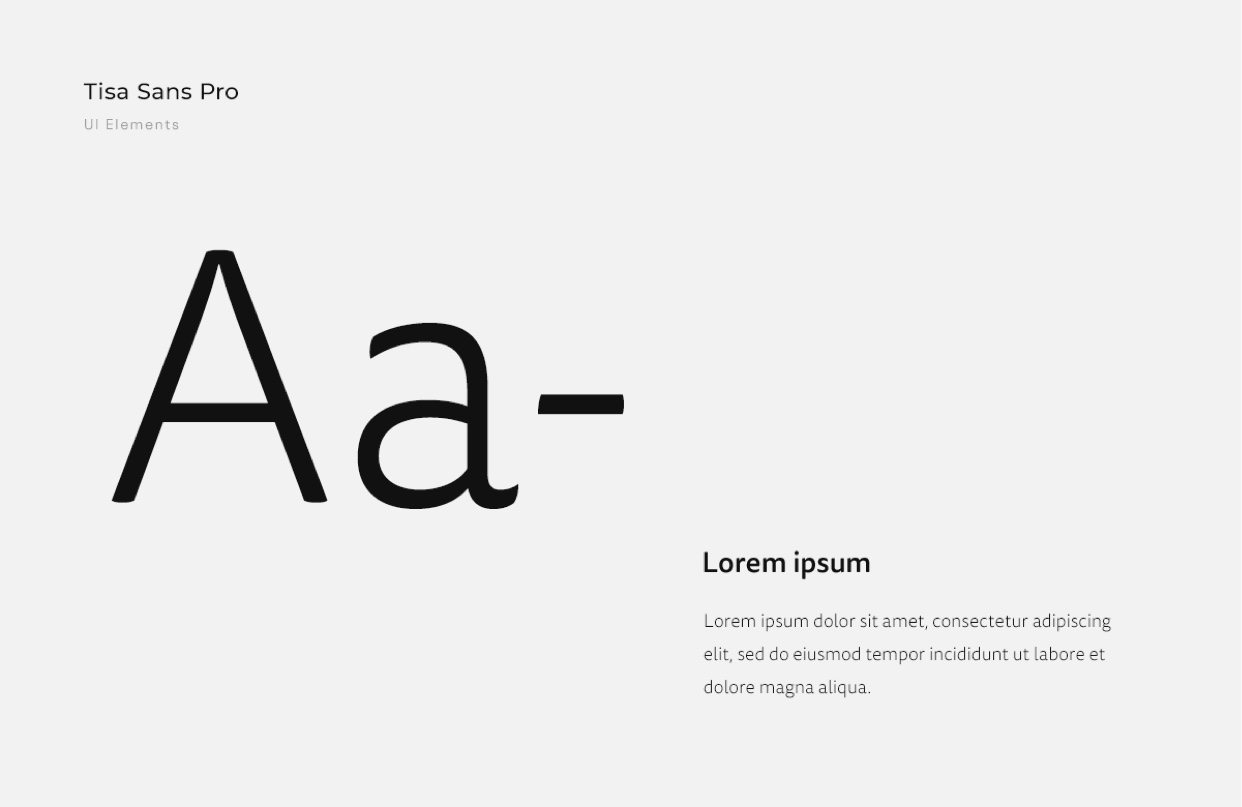 Tisa Sans Pro
UI Elements
Aa-
Lorem ipsum
Lorem ipsum dolor sit amet, consectetur adipiscing
elit, sed do eiusmod tempor incididunt ut labore et
dolore magna aliqua.